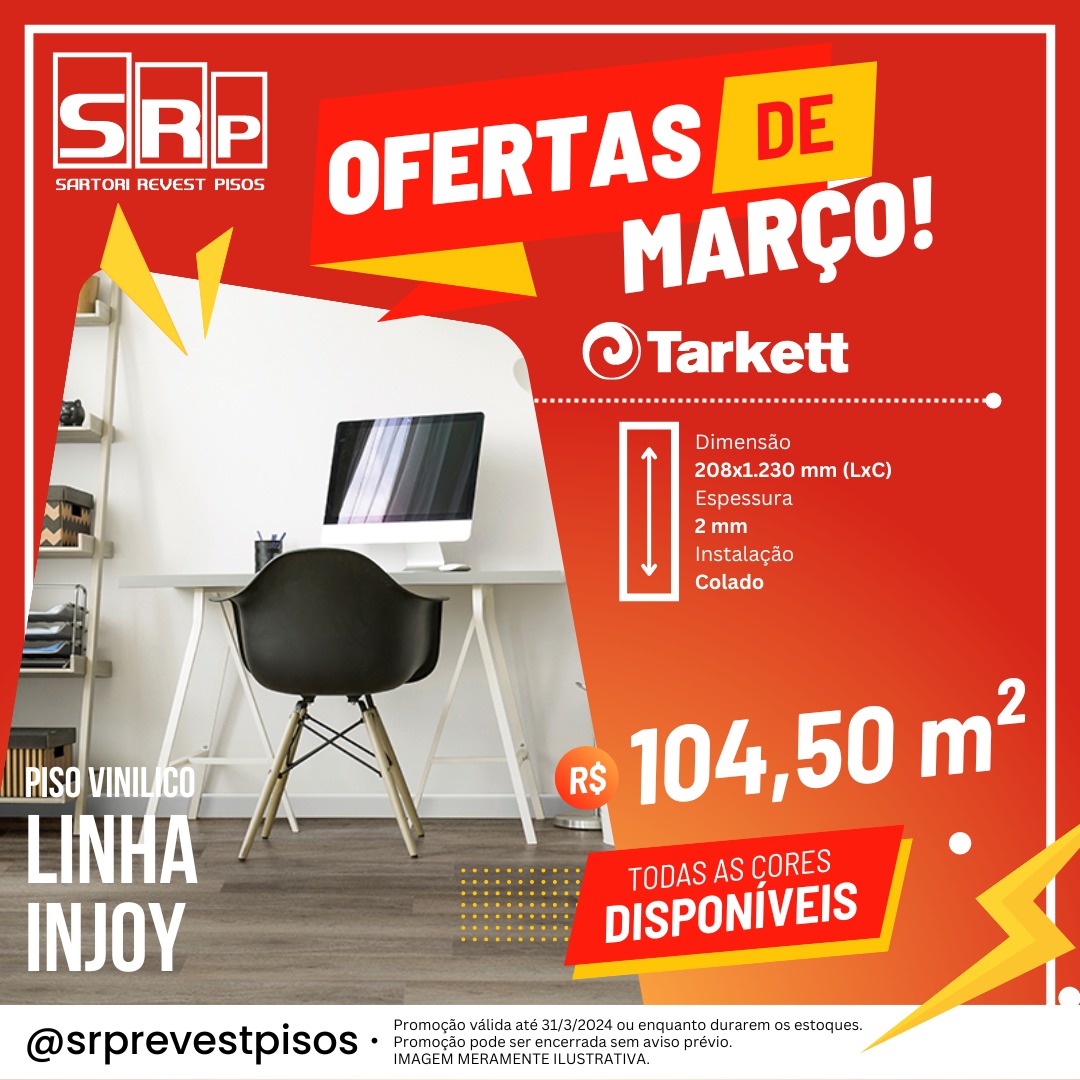 SRP
SARTORI REVEST PISOS
OFERTAS DE
MARÇO!
Tarkett
Dimensão
208x1.230 mm (LxC)
Espessura
2 mm
Instalação
Colado
R$ 104,50 m²
TODAS AS CORES
DISPONÍVEIS
PISO VINILICO
LINHA
INJOY
@srprevestpisos •
Promoção válida até 31/3/2024 ou enquanto durarem os estoques.
Promoção pode ser encerrada sem aviso prévio.
IMAGEM MERAMENTE ILUSTRATIVA.